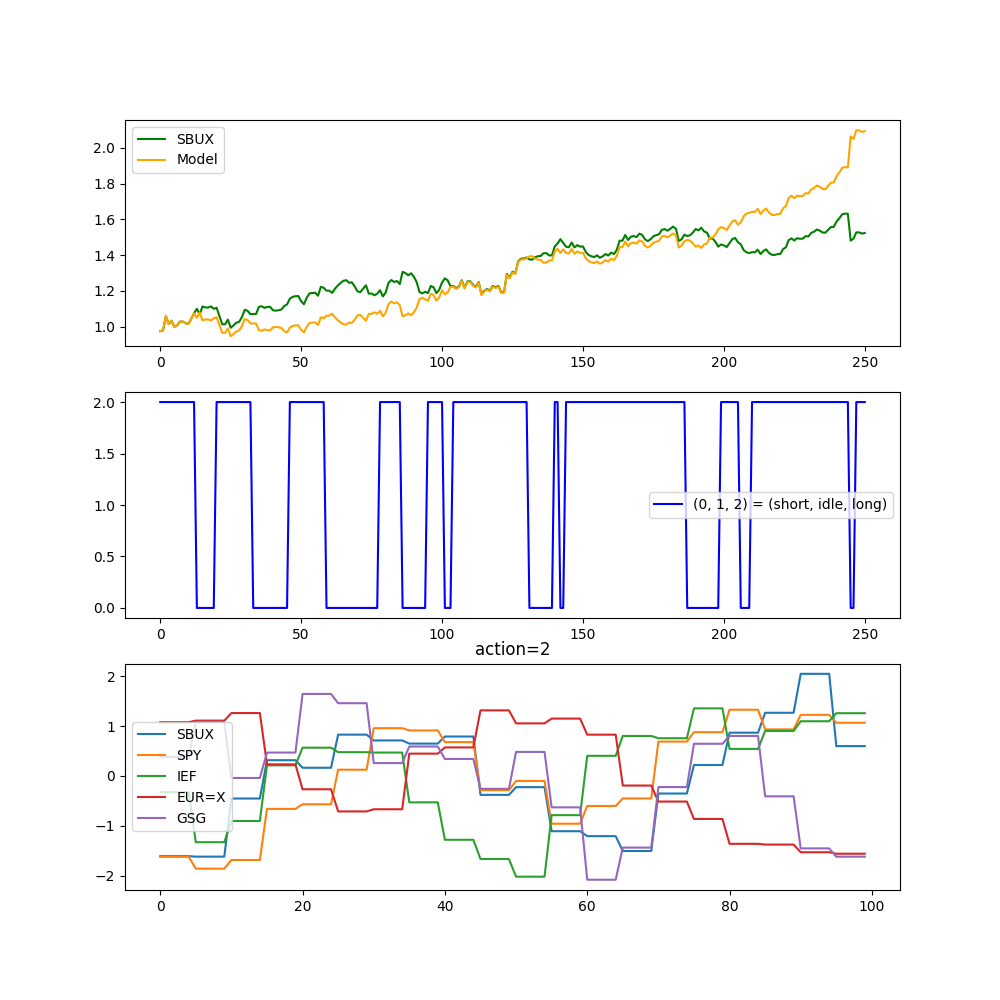 SBUX
Model
2.0
1.8
1.6
1.4
1.2
1.0
0 50 100 150 200 250
2.0
1.5
1.0
0.5
0.0
(0, 1, 2) = (short, idle, long)
0 50 100 150 200 250
action=2
2
1
0
−1
−2
SBUX
SPY
IEF
EUR=X
GSG
0 20 40 60 80 100